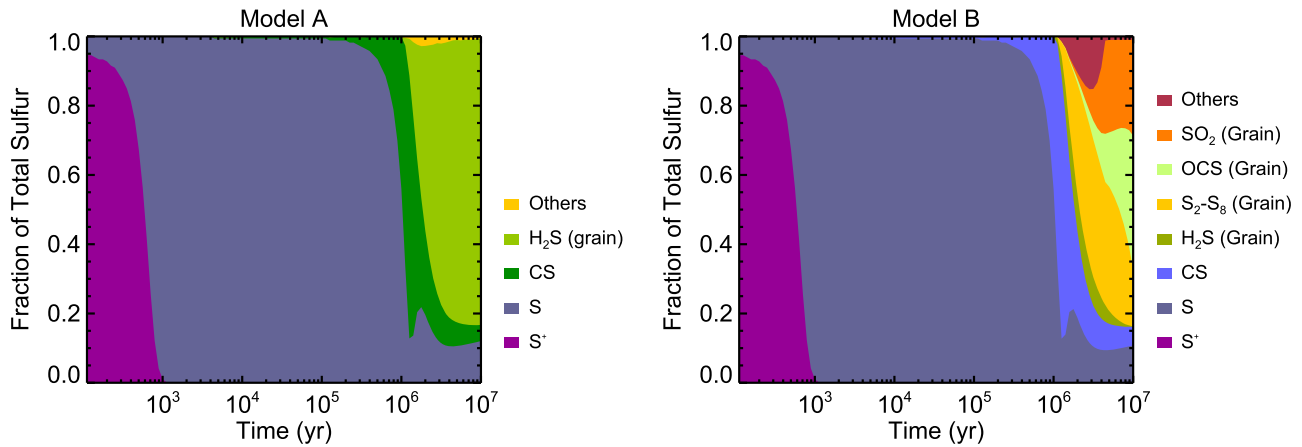 Model A
Fraction of Total Sulfur
1.0
0.8
0.6
0.4
0.2
0.0
10³
10⁴
10⁵
10⁶
10⁷
Time (yr)
Others
H₂S (grain)
CS
S
S⁺
Model B
Fraction of Total Sulfur
1.0
0.8
0.6
0.4
0.2
0.0
10³
10⁴
10⁵
10⁶
10⁷
Time (yr)
Others
SO₂ (Grain)
OCS (Grain)
S₂-S₈ (Grain)
H₂S (Grain)
CS
S
S⁺